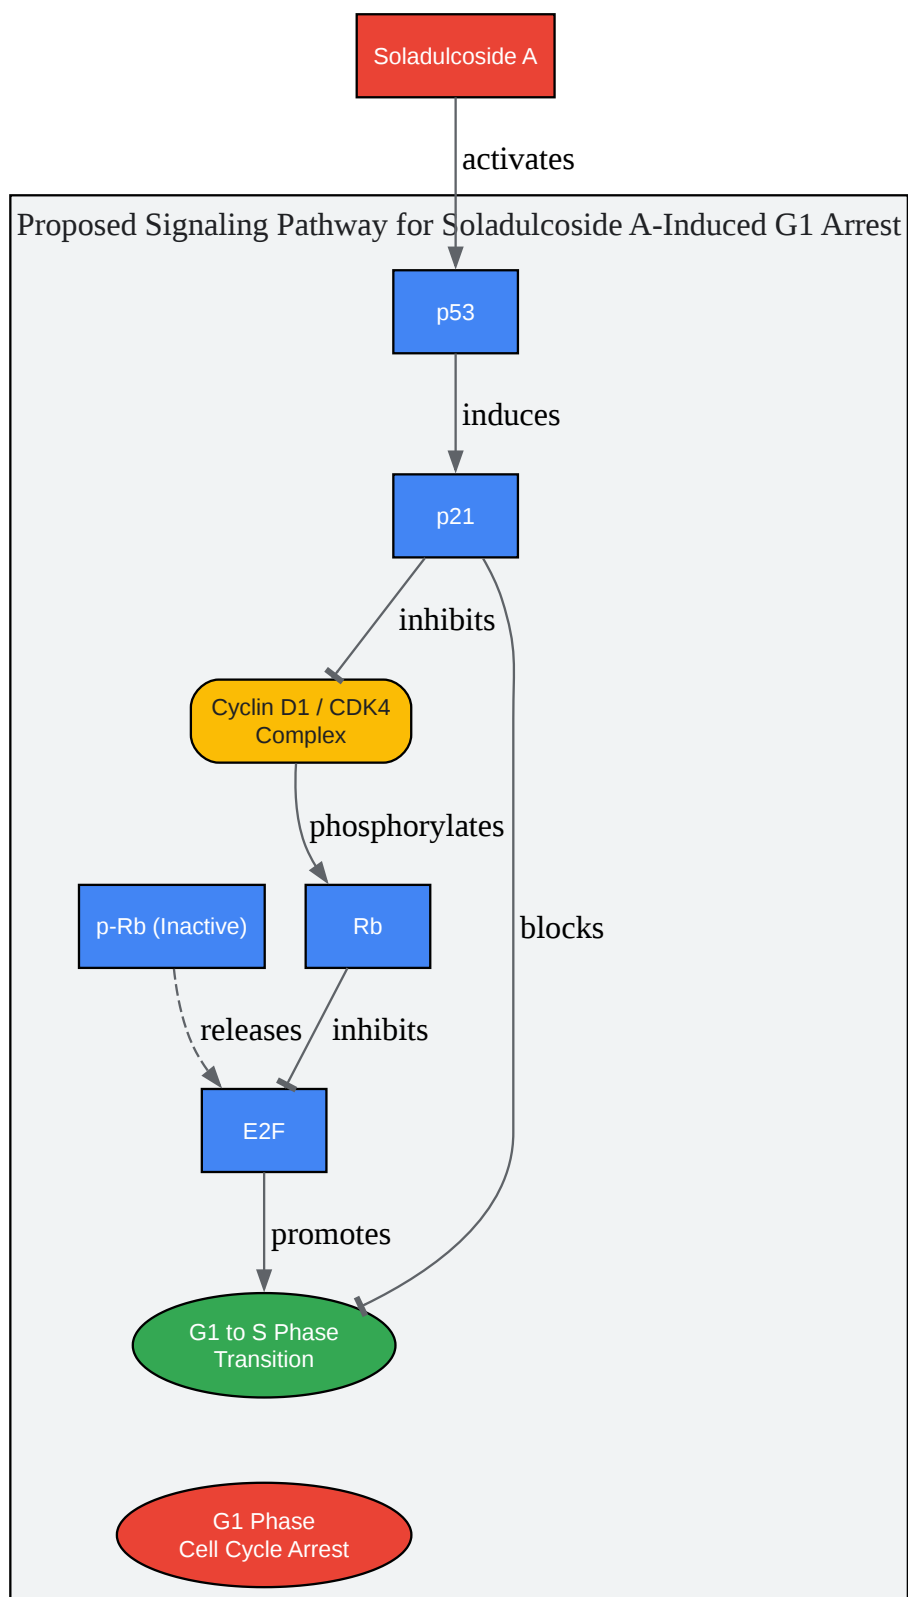 Soladulcoside A
activates
Proposed Signaling Pathway for Soladulcoside A-Induced G1 Arrest
p53
induces
p21
inhibits
Cyclin D1 / CDK4
Complex
phosphorylates
p-Rb (Inactive)
Rb
blocks
releases
inhibits
E2F
promotes
G1 to S Phase
Transition
G1 Phase
Cell Cycle Arrest